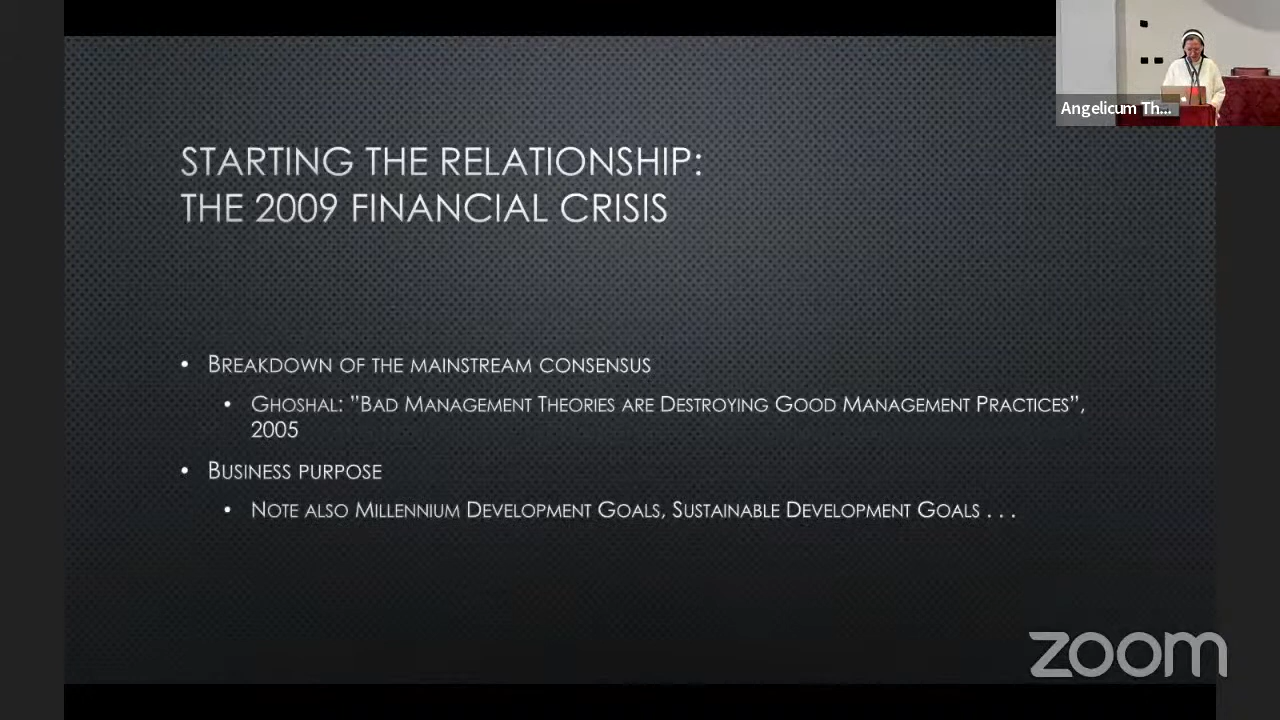 Angelicum Th...
STARTING THE RELATIONSHIP:
THE 2009 FINANCIAL CRISIS
• BREAKDOWN OF THE MAINSTREAM CONSENSUS
• GHOSHAL: ”BAD MANAGEMENT THEORIES ARE DESTROYING GOOD MANAGEMENT PRACTICES”,
2005
• BUSINESS PURPOSE
• NOTE ALSO MILLENNIUM DEVELOPMENT GOALS, SUSTAINABLE DEVELOPMENT GOALS . . .
zoom